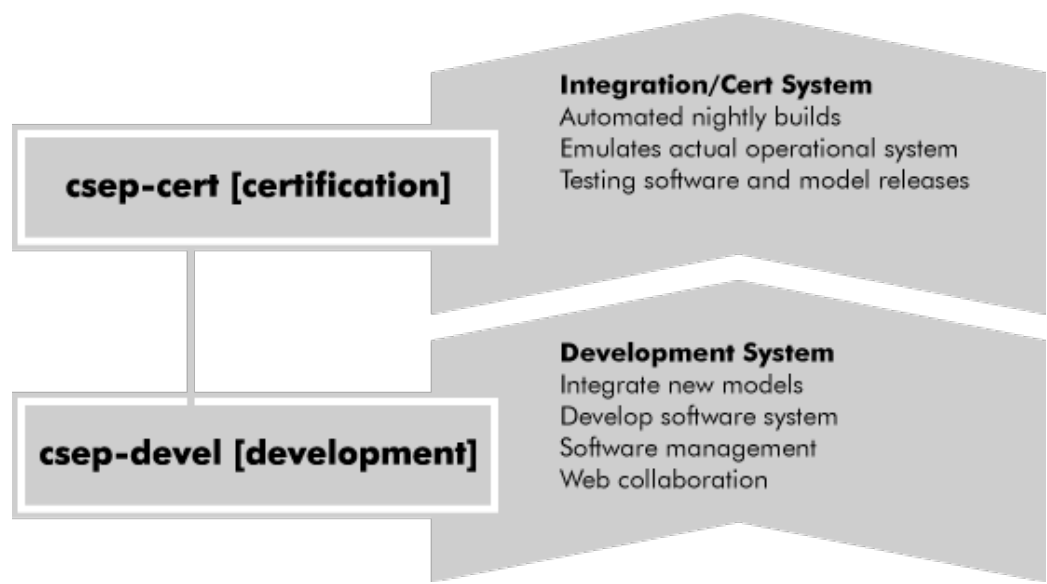 Integration/Cert System
Automated nightly builds
Emulates actual operational system
Testing software and model releases
csep-cert [certification]
Development System
Integrate new models
Develop software system
Software management
Web collaboration
csep-devel [development]